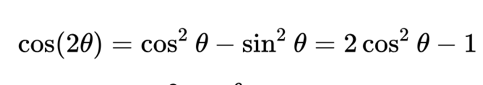 cos(2θ) = cos² θ − sin² θ = 2 cos² θ − 1